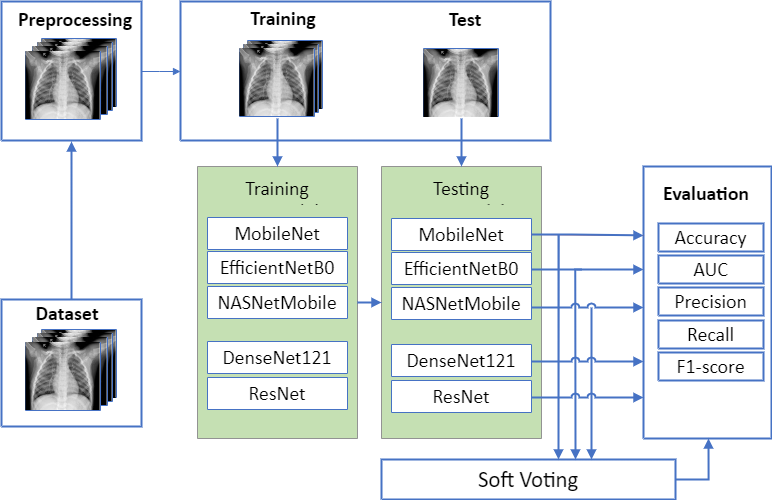 Preprocessing
Training
Test
Training
Testing
MobileNet
EfficientNetB0
NASNetMobile
DenseNet121
ResNet
MobileNet
EfficientNetB0
NASNetMobile
DenseNet121
ResNet
Evaluation
Accuracy
AUC
Precision
Recall
F1-score
Dataset
Soft Voting